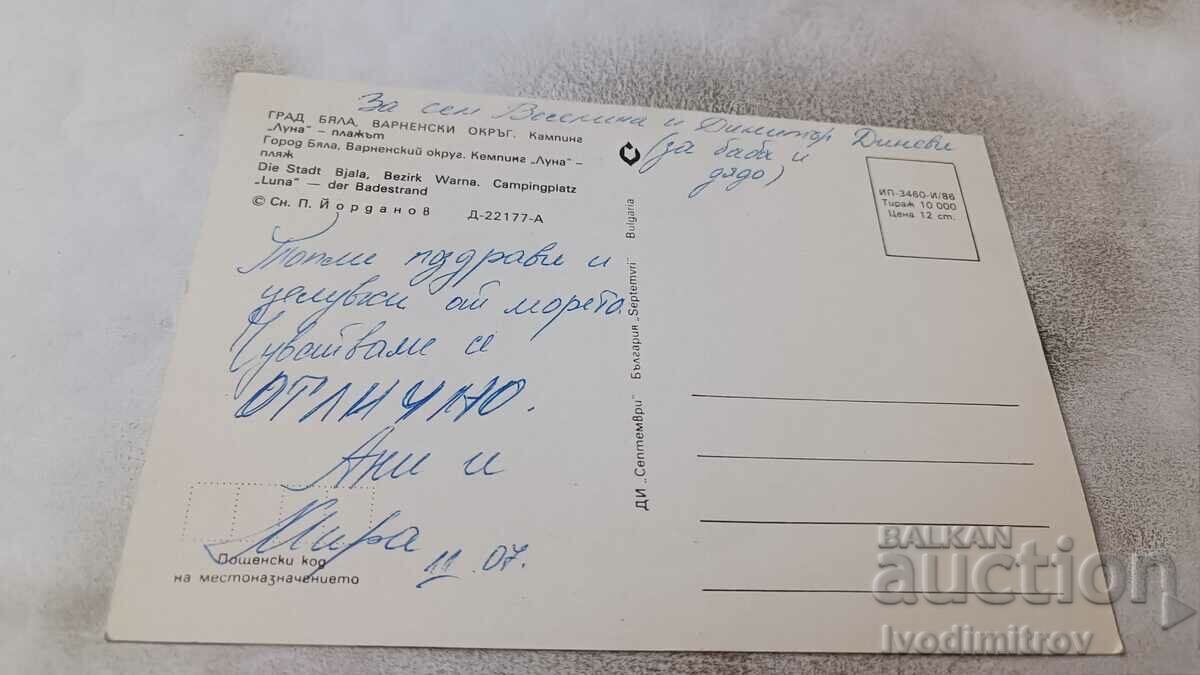 За сем. Веселина и Димитър Диневи
(за баба и
дядо)
ГРАД БЯЛА, ВАРНЕНСКИ ОКРЪГ. Кампинг
„Луна" – плажът
Город Бяла, Варненский округ. Кемпинг „Луна" –
пляж
Die Stadt Bjala, Bezirk Warna. Campingplatz
„Luna" — der Badestrand
© Сн. П. Йорданов Д-22177-А
Топли поздрави и
целувки от морето.
Чувствам се
ОТЛИЧНО.
Ани и
Мира
11.07.
Пощенски код
на местоназначението
ДИ „Септември" България „Septemvri" Bulgaria
ИП-3460-И/86
Тираж 10 000
Цена 12 ст.
BALKAN
auction
Ivodimitrov